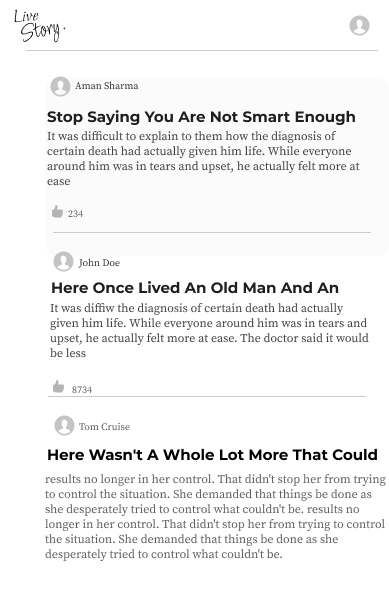 Live
Story.
Aman Sharma
Stop Saying You Are Not Smart Enough
It was difficult to explain to them how the diagnosis of
certain death had actually given him life. While everyone
around him was in tears and upset, he actually felt more at
ease
234
John Doe
Here Once Lived An Old Man And An
It was diffiw the diagnosis of certain death had actually
given him life. While everyone around him was in tears and
upset, he actually felt more at ease. The doctor said it would
be less
8734
Tom Cruise
Here Wasn't A Whole Lot More That Could
results no longer in her control. That didn't stop her from trying
to control the situation. She demanded that things be done as
she desperately tried to control what couldn't be. results no
longer in her control. That didn't stop her from trying to control
the situation. She demanded that things be done as she
desperately tried to control what couldn't be.